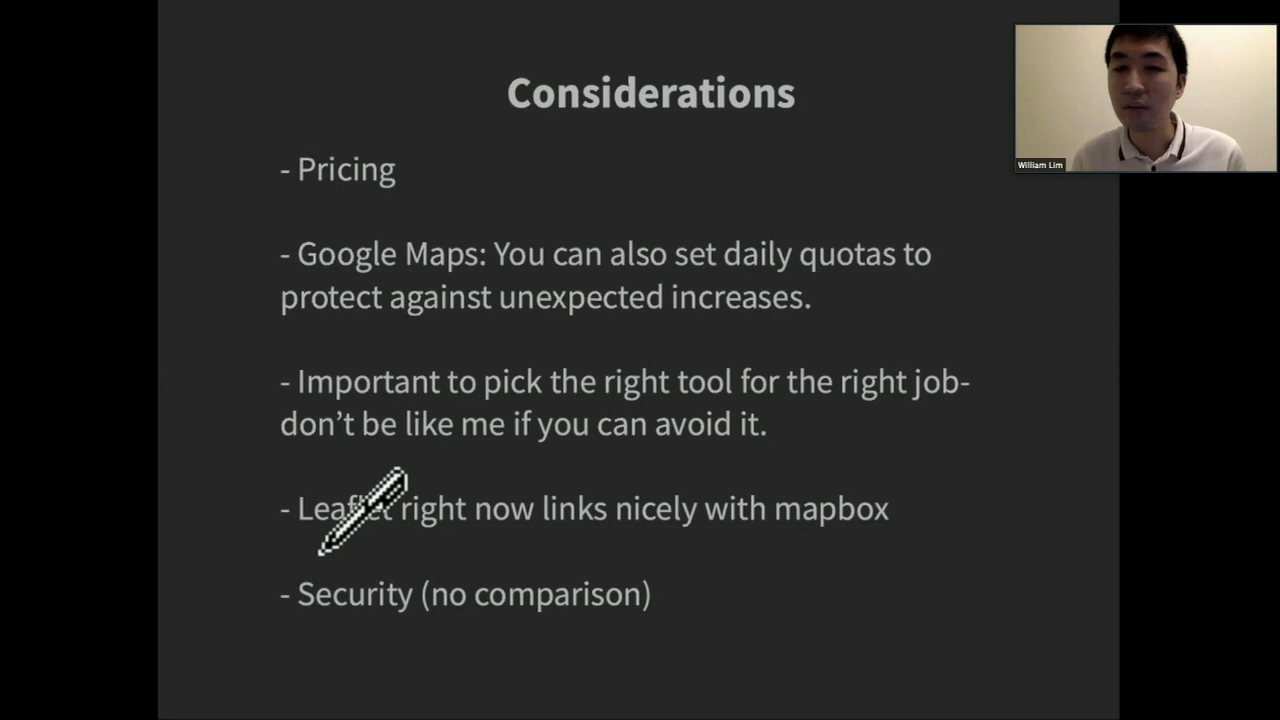 Considerations
- Pricing
- Google Maps: You can also set daily quotas to
protect against unexpected increases.
- Important to pick the right tool for the right job-
don't be like me if you can avoid it.
- Leaflet right now links nicely with mapbox
- Security (no comparison)
William Lim